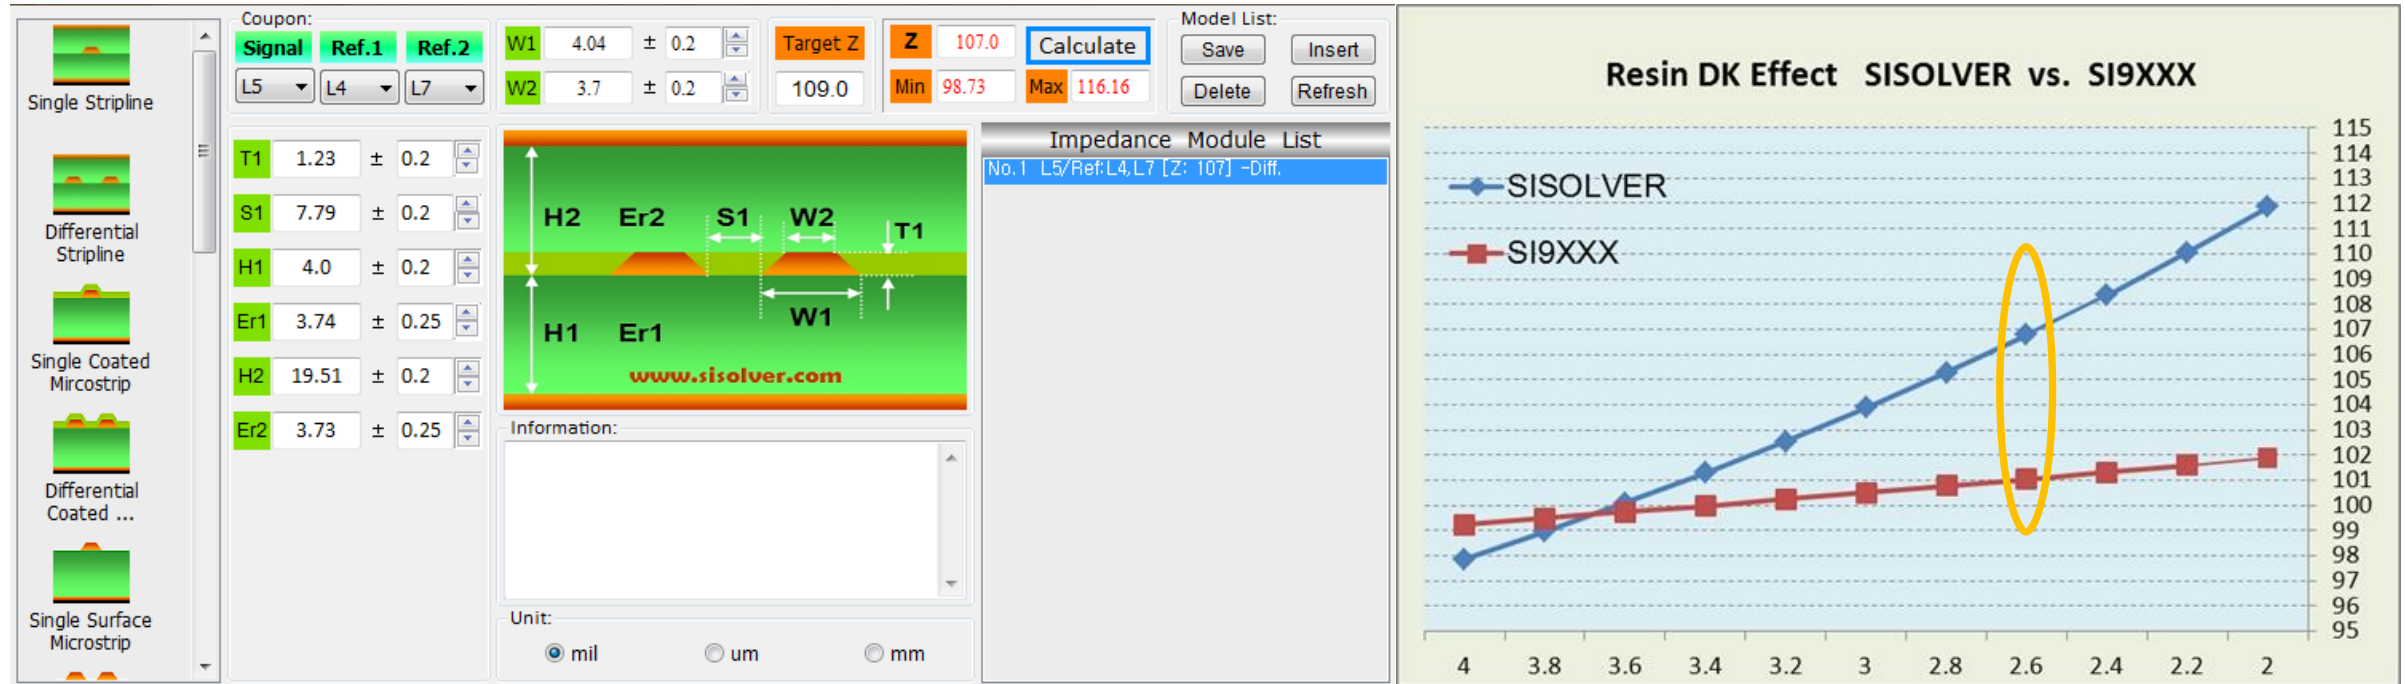 Single Stripline
Differential
Stripline
Single Coated
Mircostrip
Differential
Coated ...
Single Surface
Microstrip
Coupon:
Signal Ref.1 Ref.2
L5 L4 L7
W1 4.04 ± 0.2
W2 3.7 ± 0.2
Target Z
109.0
Z 107.0 Calculate
Min 98.73 Max 116.16
Model List:
Save Insert
Delete Refresh
T1 1.23 ± 0.2
S1 7.79 ± 0.2
H1 4.0 ± 0.2
Er1 3.74 ± 0.25
H2 19.51 ± 0.2
Er2 3.73 ± 0.25
H2 Er2 S1 W2 T1
W1
H1 Er1
www.sisolver.com
Information:
Unit:
mil um mm
Impedance Module List
No.1 L5/Ref:L4,L7 [Z: 107] -Diff.
Resin DK Effect SISOLVER vs. SI9XXX
SISOLVER
SI9XXX
115
114
113
112
111
110
109
108
107
106
105
104
103
102
101
100
99
98
97
96
95
4 3.8 3.6 3.4 3.2 3 2.8 2.6 2.4 2.2 2